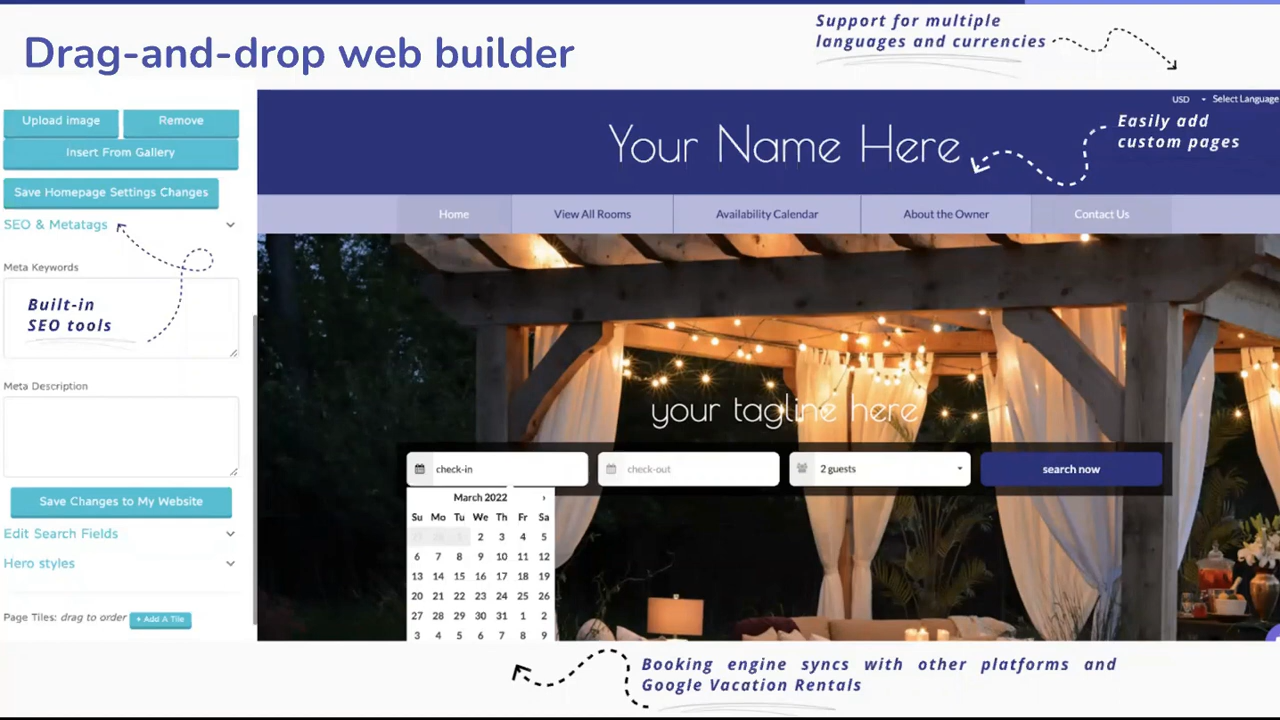 Support for multiple
languages and currencies
Drag-and-drop web builder
Upload image
Remove
Insert From Gallery
Save Homepage Settings Changes
SEO & Metatags
Meta Keywords
Built-in
SEO tools
Meta Description
Save Changes to My Website
Edit Search Fields
Hero styles
Page Tiles: drag to order
+ Add A Tile
USD
Select Language
Easily add
custom pages
Your Name Here
Home
View All Rooms
Availability Calendar
About the Owner
Contact Us
your tagline here
check-in
check-out
2 guests
search now
March 2022 ›
Su Mo Tu We Th Fr Sa
2 3 4 5
6 7 8 9 10 11 12
13 14 15 16 17 18 19
20 21 22 23 24 25 26
27 28 29 30 31 1 2
3 4 5 6 7 8 9
Booking engine syncs with other platforms and
Google Vacation Rentals